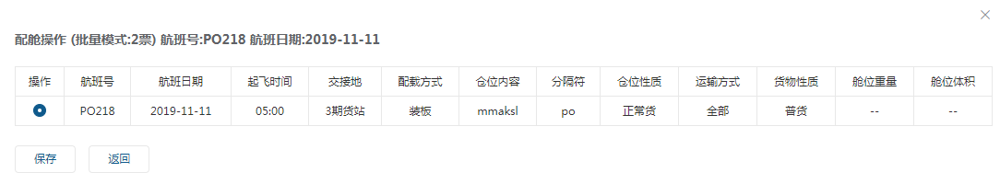 配舱操作 (批量模式:2票) 航班号:PO218 航班日期:2019-11-11
操作 航班号 航班日期 起飞时间 交接地 配载方式 仓位内容 分隔符 仓位性质 运输方式 货物性质 舱位重量 舱位体积
PO218 2019-11-11 05:00 3期货站 装板 mmaksl po 正常货 全部 普货 -- --
保存 返回